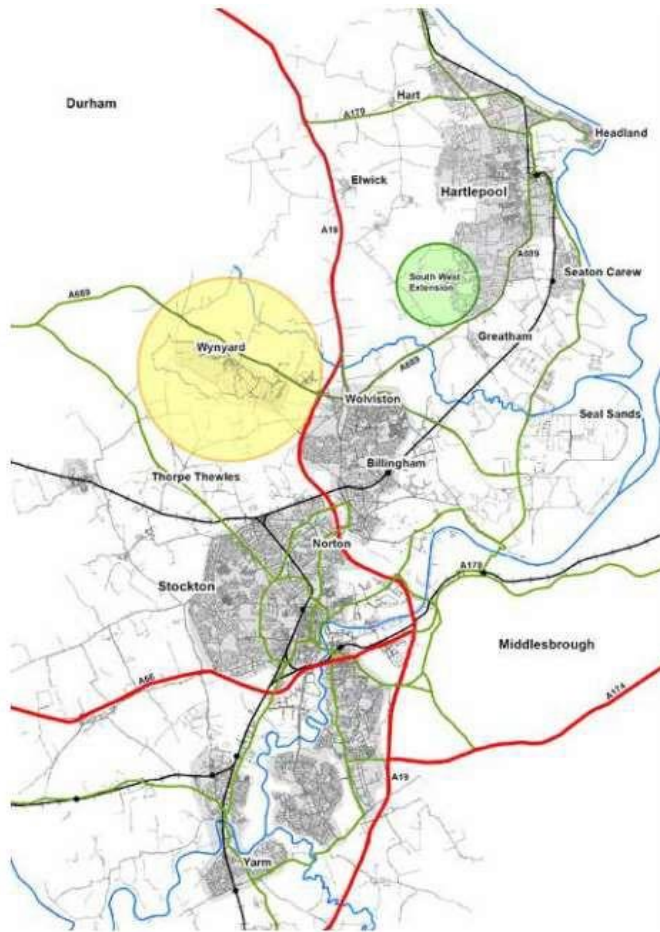 Durham
Hart
A179
Headland
Elwick
Hartlepool
A19
A689
South West
Extension
Seaton Carew
A689
Wynyard
Greatham
A689
Wolviston
Seal Sands
Billingham
Thorpe Thewles
Norton
Stockton
A178
Middlesbrough
A66
A174
A19
Yarm